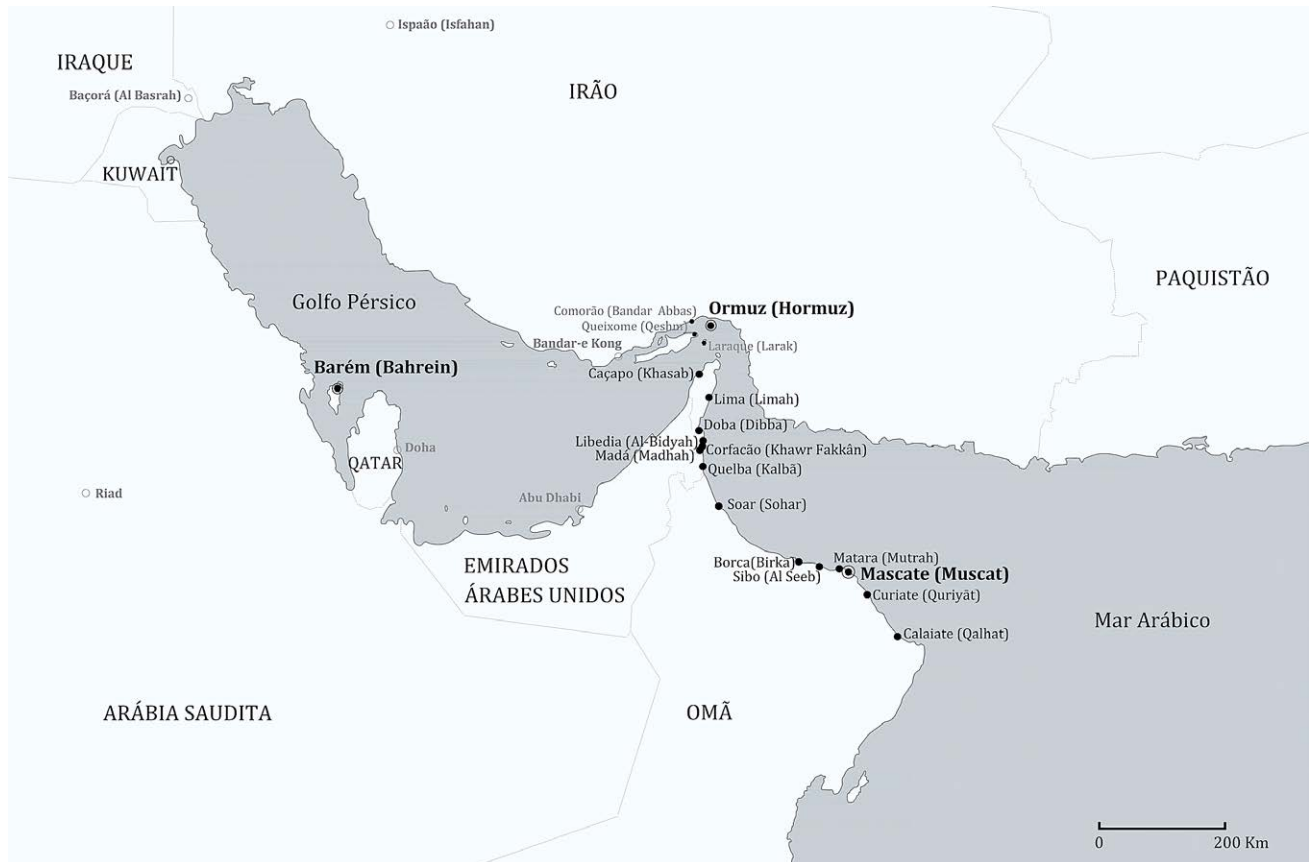 Ispaão (Isfahan)
IRAQUE
IRÃO
Baçorá (Al Basrah)
KUWAIT
PAQUISTÃO
Golfo Pérsico
Comorão (Bandar Abbas)
Ormuz (Hormuz)
Queixome (Qeshm)
Bandar-e Kong
Laraque (Larak)
Barém (Bahrein)
Caçapo (Khasab)
Lima (Limah)
Doba (Dibba)
Libedia (Al-Bidyah)
Corfacão (Khawr Fakkân)
Madá (Madhah)
Doha
QATAR
Quelba (Kalbā)
Riad
Abu Dhabi
Soar (Sohar)
Borca(Birka)
Matara (Mutrah)
EMIRADOS
ÁRABES UNIDOS
Sibo (Al Seeb)
Mascate (Muscat)
Curiate (Quriyāt)
Mar Arábico
Calaiate (Qalhat)
ARÁBIA SAUDITA
OMÃ
0 200 Km